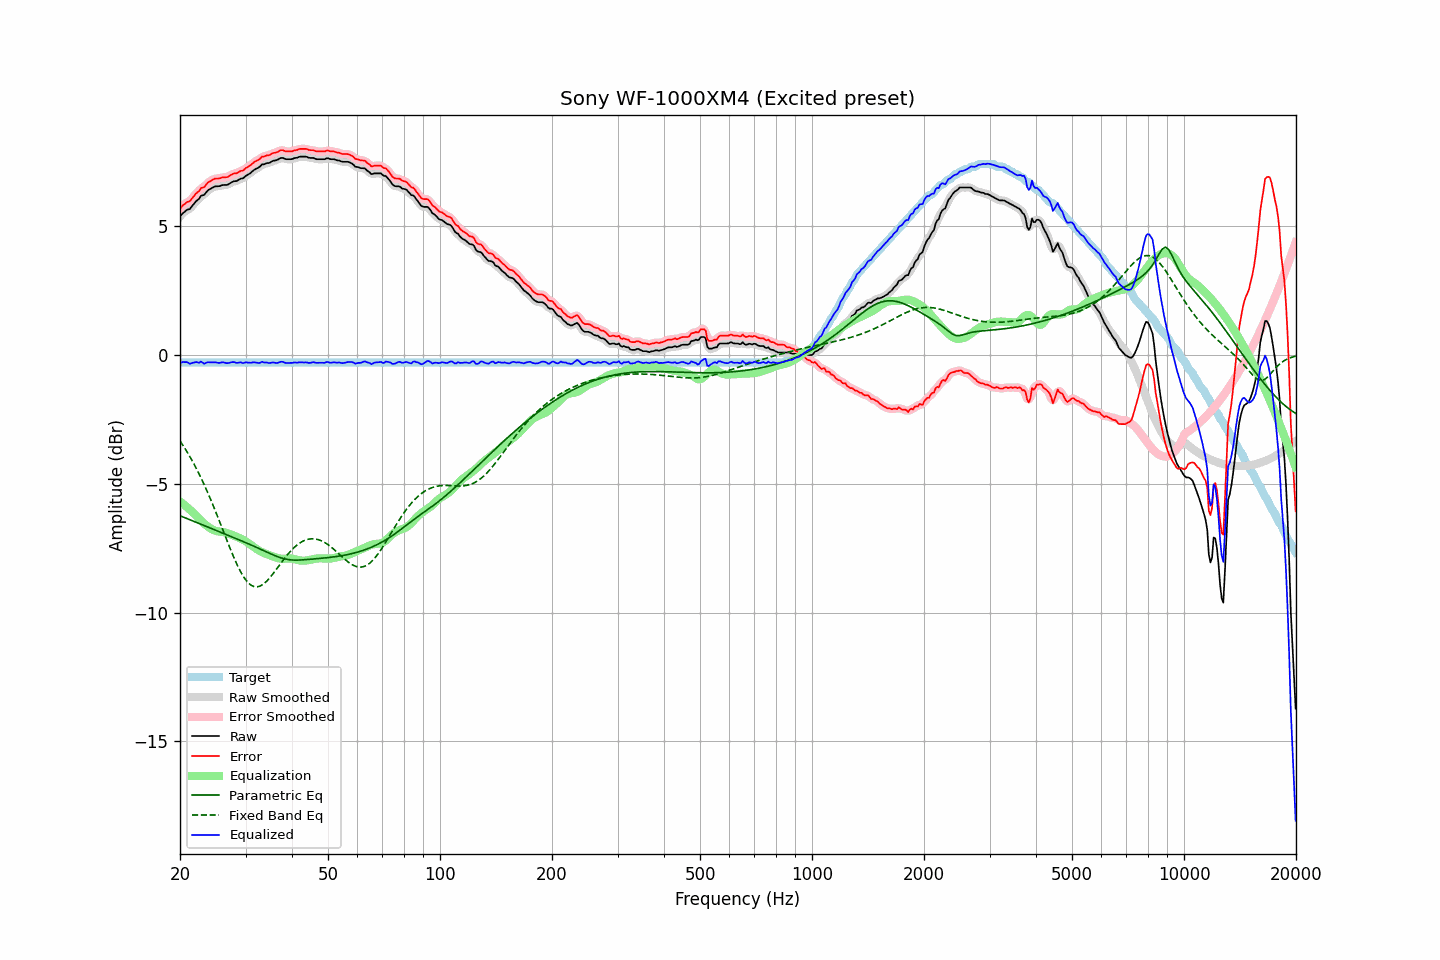 Sony WF-1000XM4 (Excited preset)
Amplitude (dBr)
5
0
−5
−10
−15
Target
Raw Smoothed
Error Smoothed
Raw
Error
Equalization
Parametric Eq
Fixed Band Eq
Equalized
20 50 100 200 500 1000 2000 5000 10000 20000
Frequency (Hz)